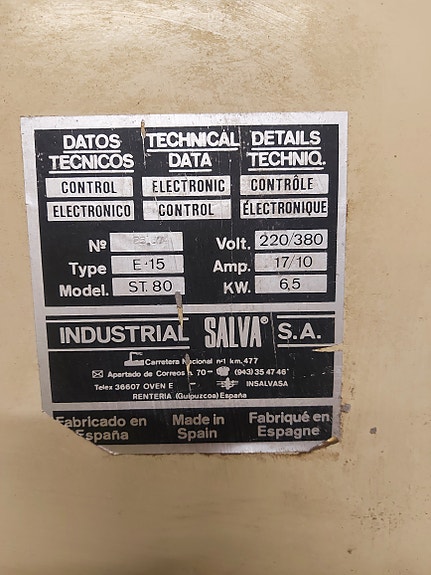 DATOS TECNICOS
TECHNICAL DATA
DETAILS TECHNIQ.
CONTROL ELECTRONICO
ELECTRONIC CONTROL
CONTRÔLE ÉLECTRONIQUE
Nº
Type E-15
Model. ST. 80
Volt. 220/380
Amp. 17/10
KW. 6,5
INDUSTRIAL SALVA® S.A.
Carretera Nacional nº1 km. 477
Apartado de Correos n. 70– (943) 35 47 46
Telex 36607 OVEN E INSALVASA
RENTERIA (Guipuzcoa) España
Fabricado en España
Made in Spain
Fabriqué en Espagne